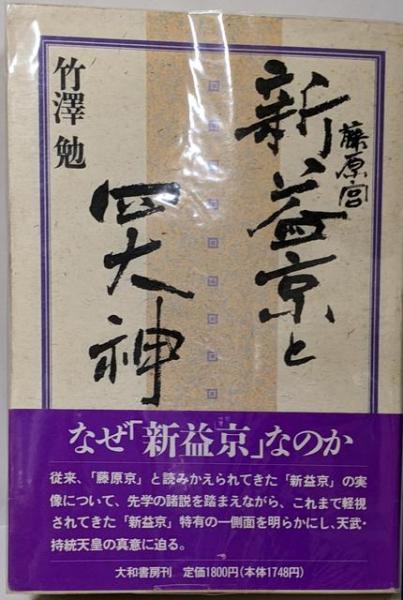 藤原宮
新益京と
四大神
竹澤 勉
なぜ「新益京」なのか
従来、「藤原京」と読みかえられてきた「新益京」の実
像について、先学の諸説を踏まえながら、これまで軽視
されてきた「新益京」特有の一側面を明らかにし、天武・
持統天皇の真意に迫る。
大和書房刊 定価1800円(本体1748円)